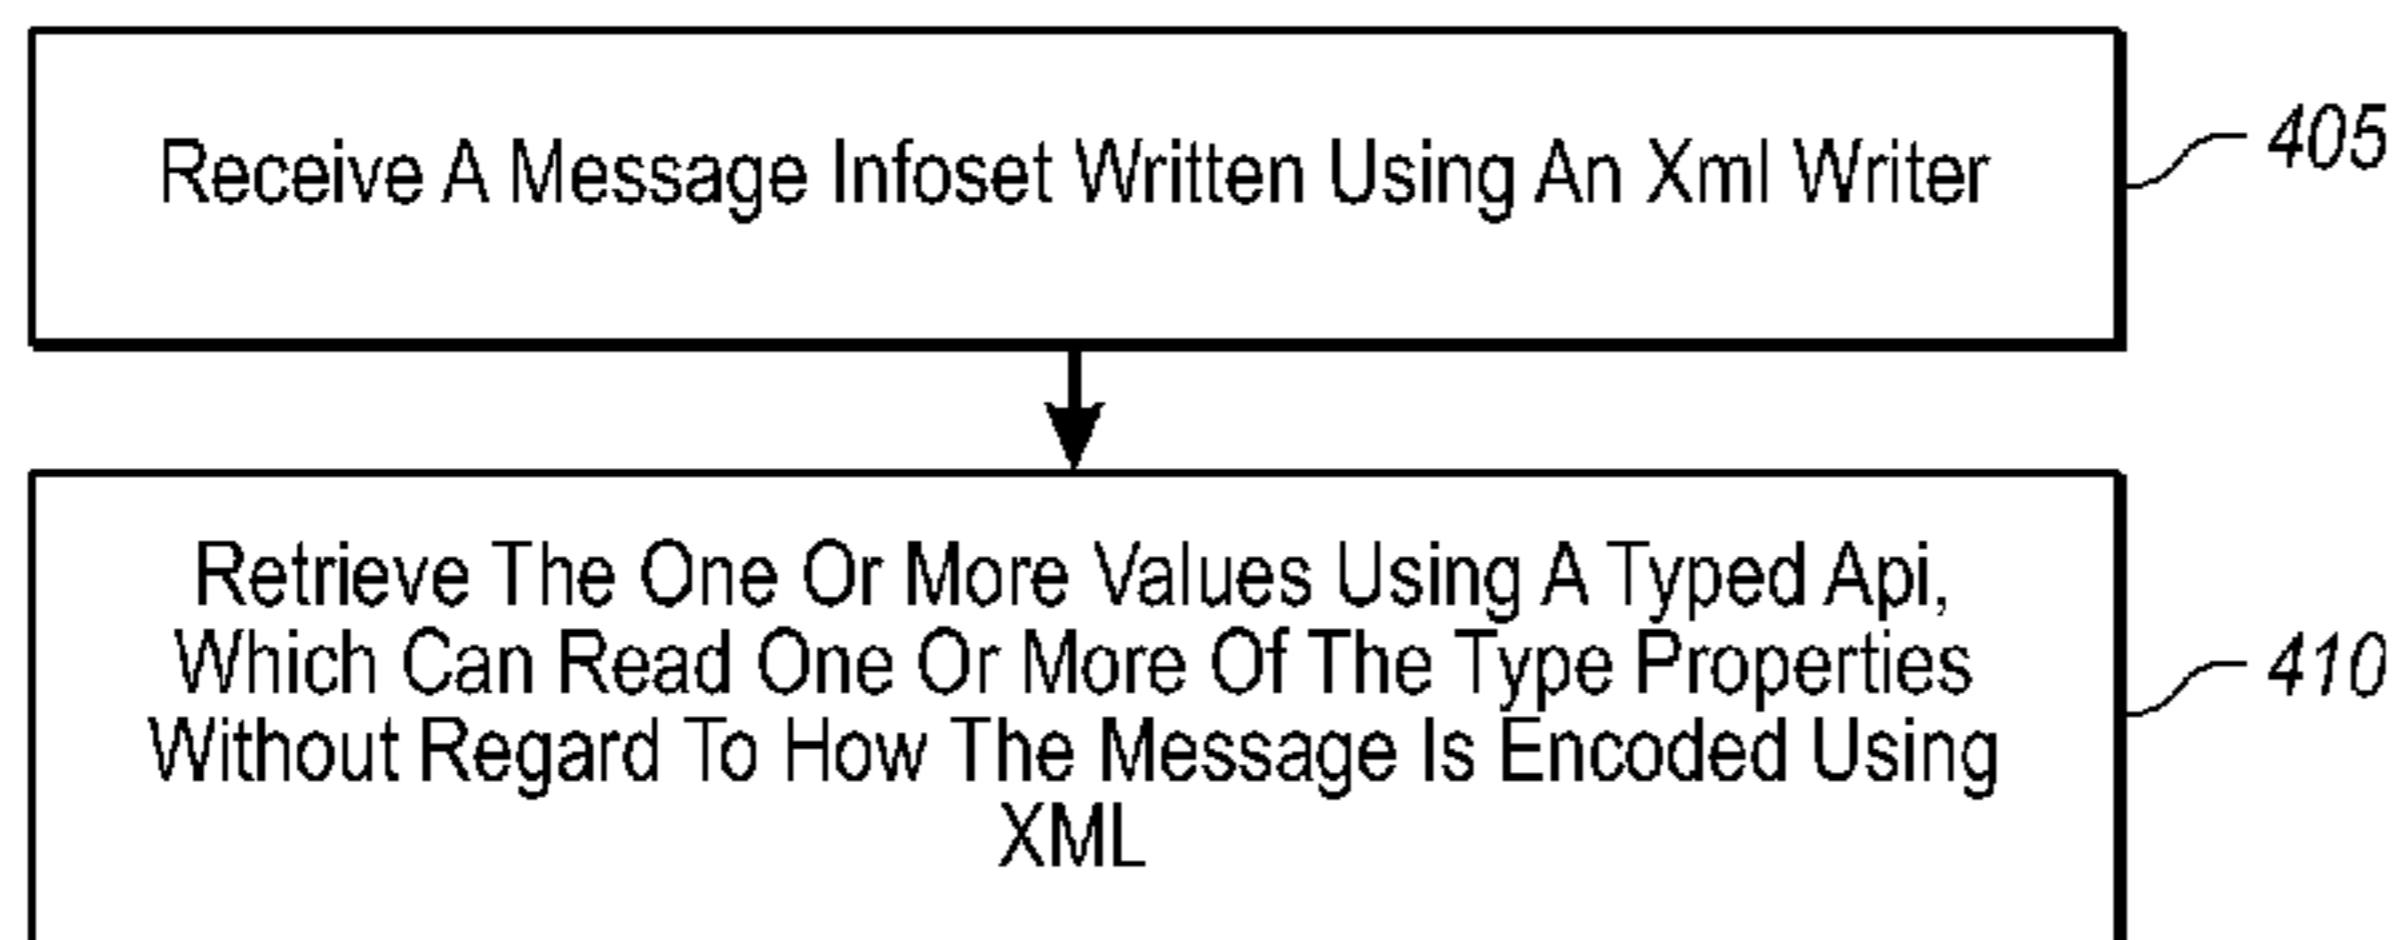 Receive A Message Infoset Written Using An Xml Writer
405
Retrieve The One Or More Values Using A Typed Api,
Which Can Read One Or More Of The Type Properties
Without Regard To How The Message Is Encoded Using
XML
410